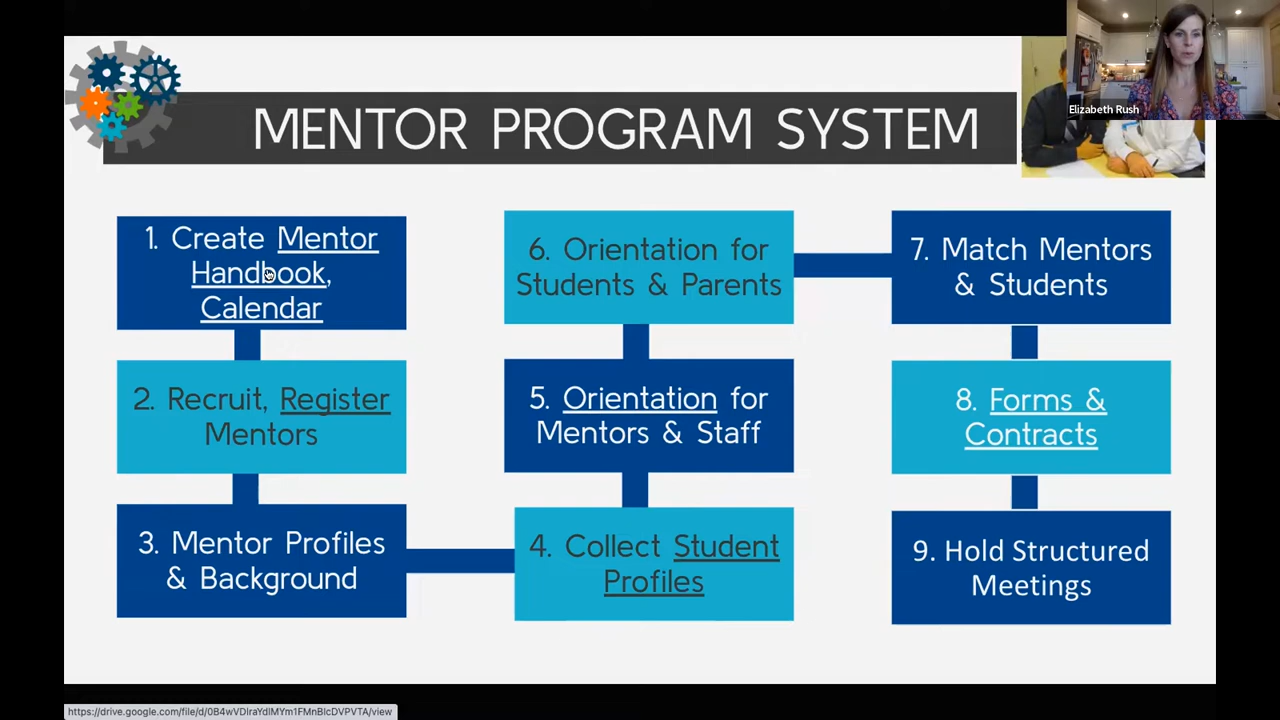 Elizabeth Rush
MENTOR PROGRAM SYSTEM
1. Create Mentor
Handbook,
Calendar
2. Recruit, Register
Mentors
3. Mentor Profiles
& Background
4. Collect Student
Profiles
5. Orientation for
Mentors & Staff
6. Orientation for
Students & Parents
7. Match Mentors
& Students
8. Forms &
Contracts
9. Hold Structured
Meetings